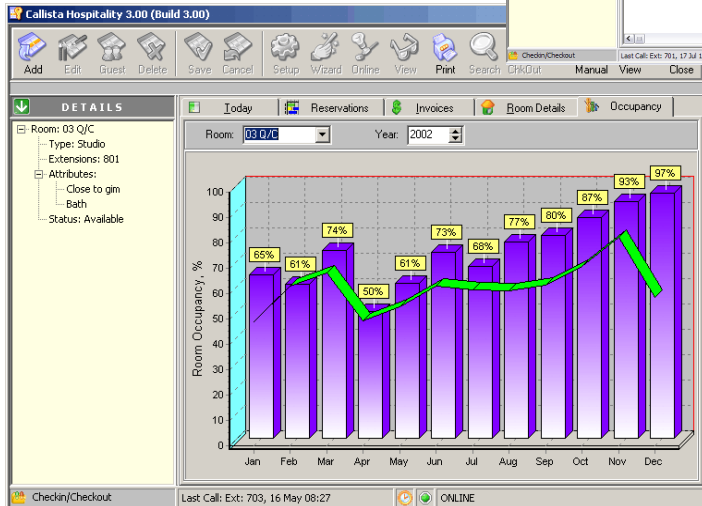 Callista Hospitality 3.00 (Build 3.00)
Checkin/Checkout
Last Call: Ext: 701, 17 Jul 1
Add Edit Guest Delete Save Cancel Setup Wizard Online View Print Search ChkOut Manual View Close
DETAILS
Today Reservations Invoices Room Details Occupancy
Room: 03 Q/C
Type: Studio
Extensions: 801
Attributes:
Close to gim
Bath
Status: Available
Room: 03 Q/C Year: 2002
Room Occupancy, %
100
90
80
70
60
50
40
30
20
10
0
65% 61% 74% 50% 61% 73% 68% 77% 80% 87% 93% 97%
Jan Feb Mar Apr May Jun Jul Aug Sep Oct Nov Dec
Checkin/Checkout Last Call: Ext: 703, 16 May 08:27 ONLINE